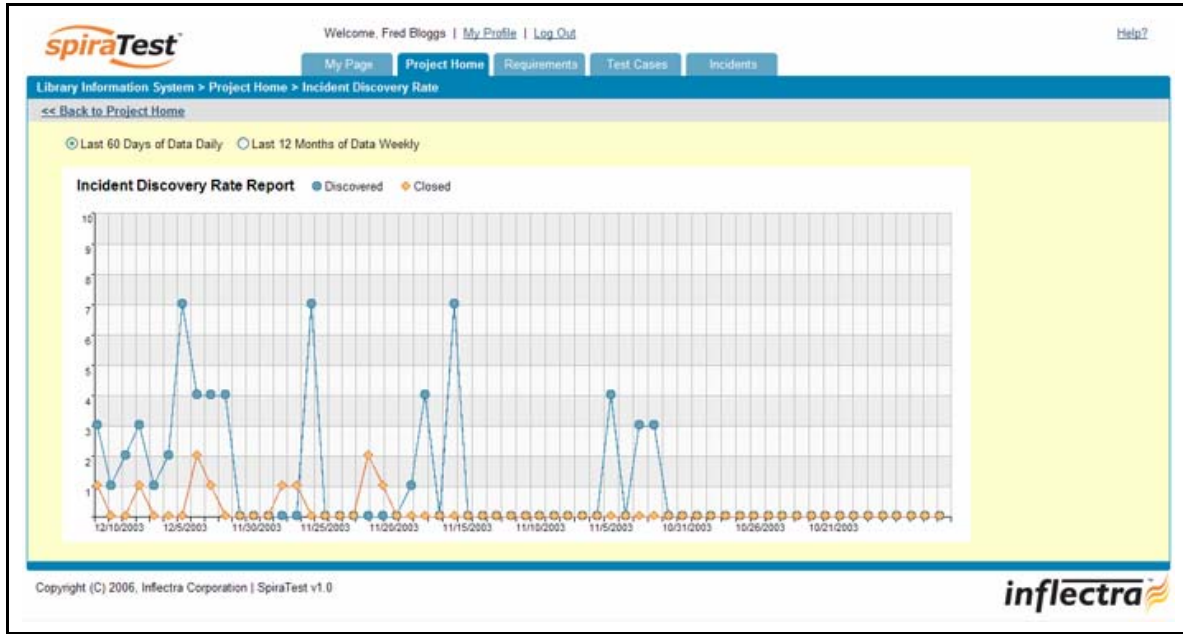 spiraTest
Welcome, Fred Bloggs | My Profile | Log Out
Help?
My Page
Project Home
Requirements
Test Cases
Incidents
Library Information System > Project Home > Incident Discovery Rate
<< Back to Project Home
Last 60 Days of Data Daily
Last 12 Months of Data Weekly
Incident Discovery Rate Report
Discovered
Closed
10
9
8
7
6
5
4
3
2
1
12/10/2003 12/5/2003 11/30/2003 11/25/2003 11/20/2003 11/15/2003 11/10/2003 11/5/2003 10/31/2003 10/26/2003 10/21/2003
Copyright (C) 2006, Inflectra Corporation | SpiraTest v1.0
inflectra